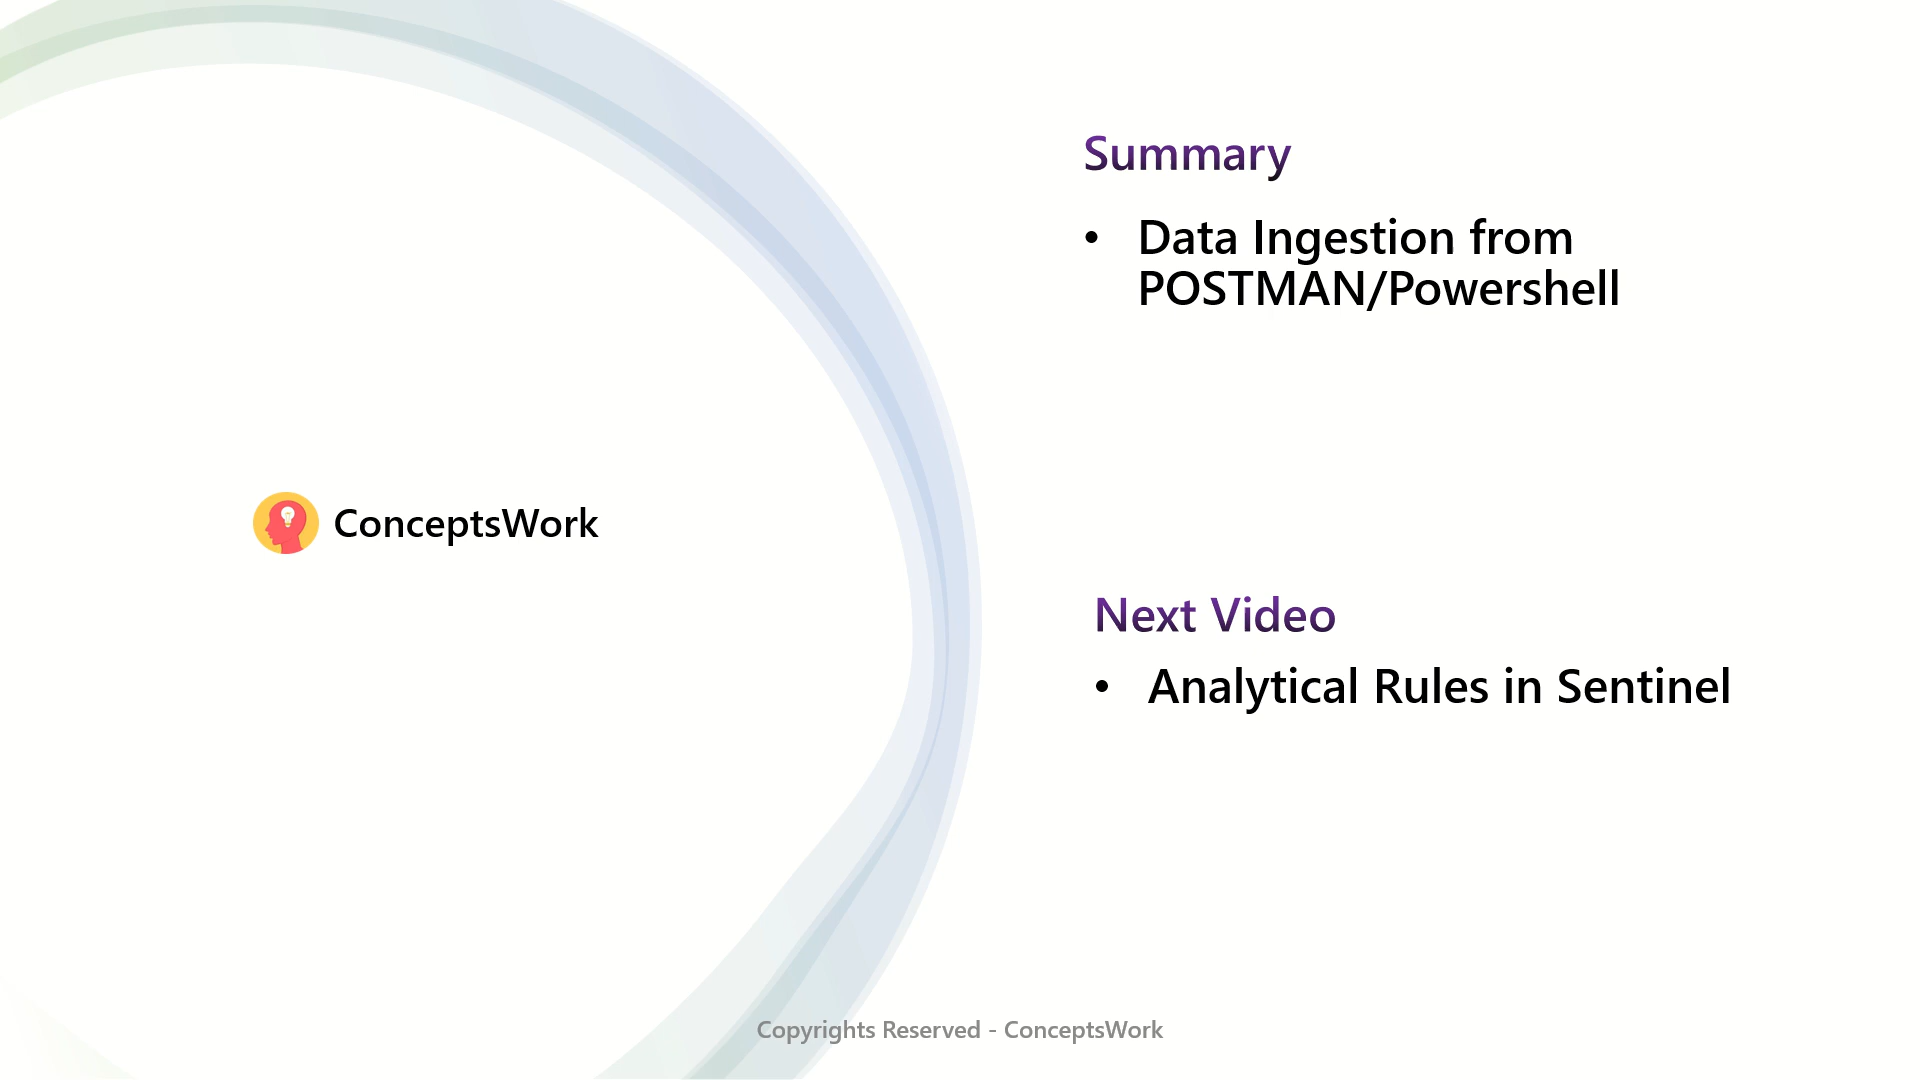 Summary
• Data Ingestion from
POSTMAN/Powershell
ConceptsWork
Next Video
• Analytical Rules in Sentinel
Copyrights Reserved - ConceptsWork